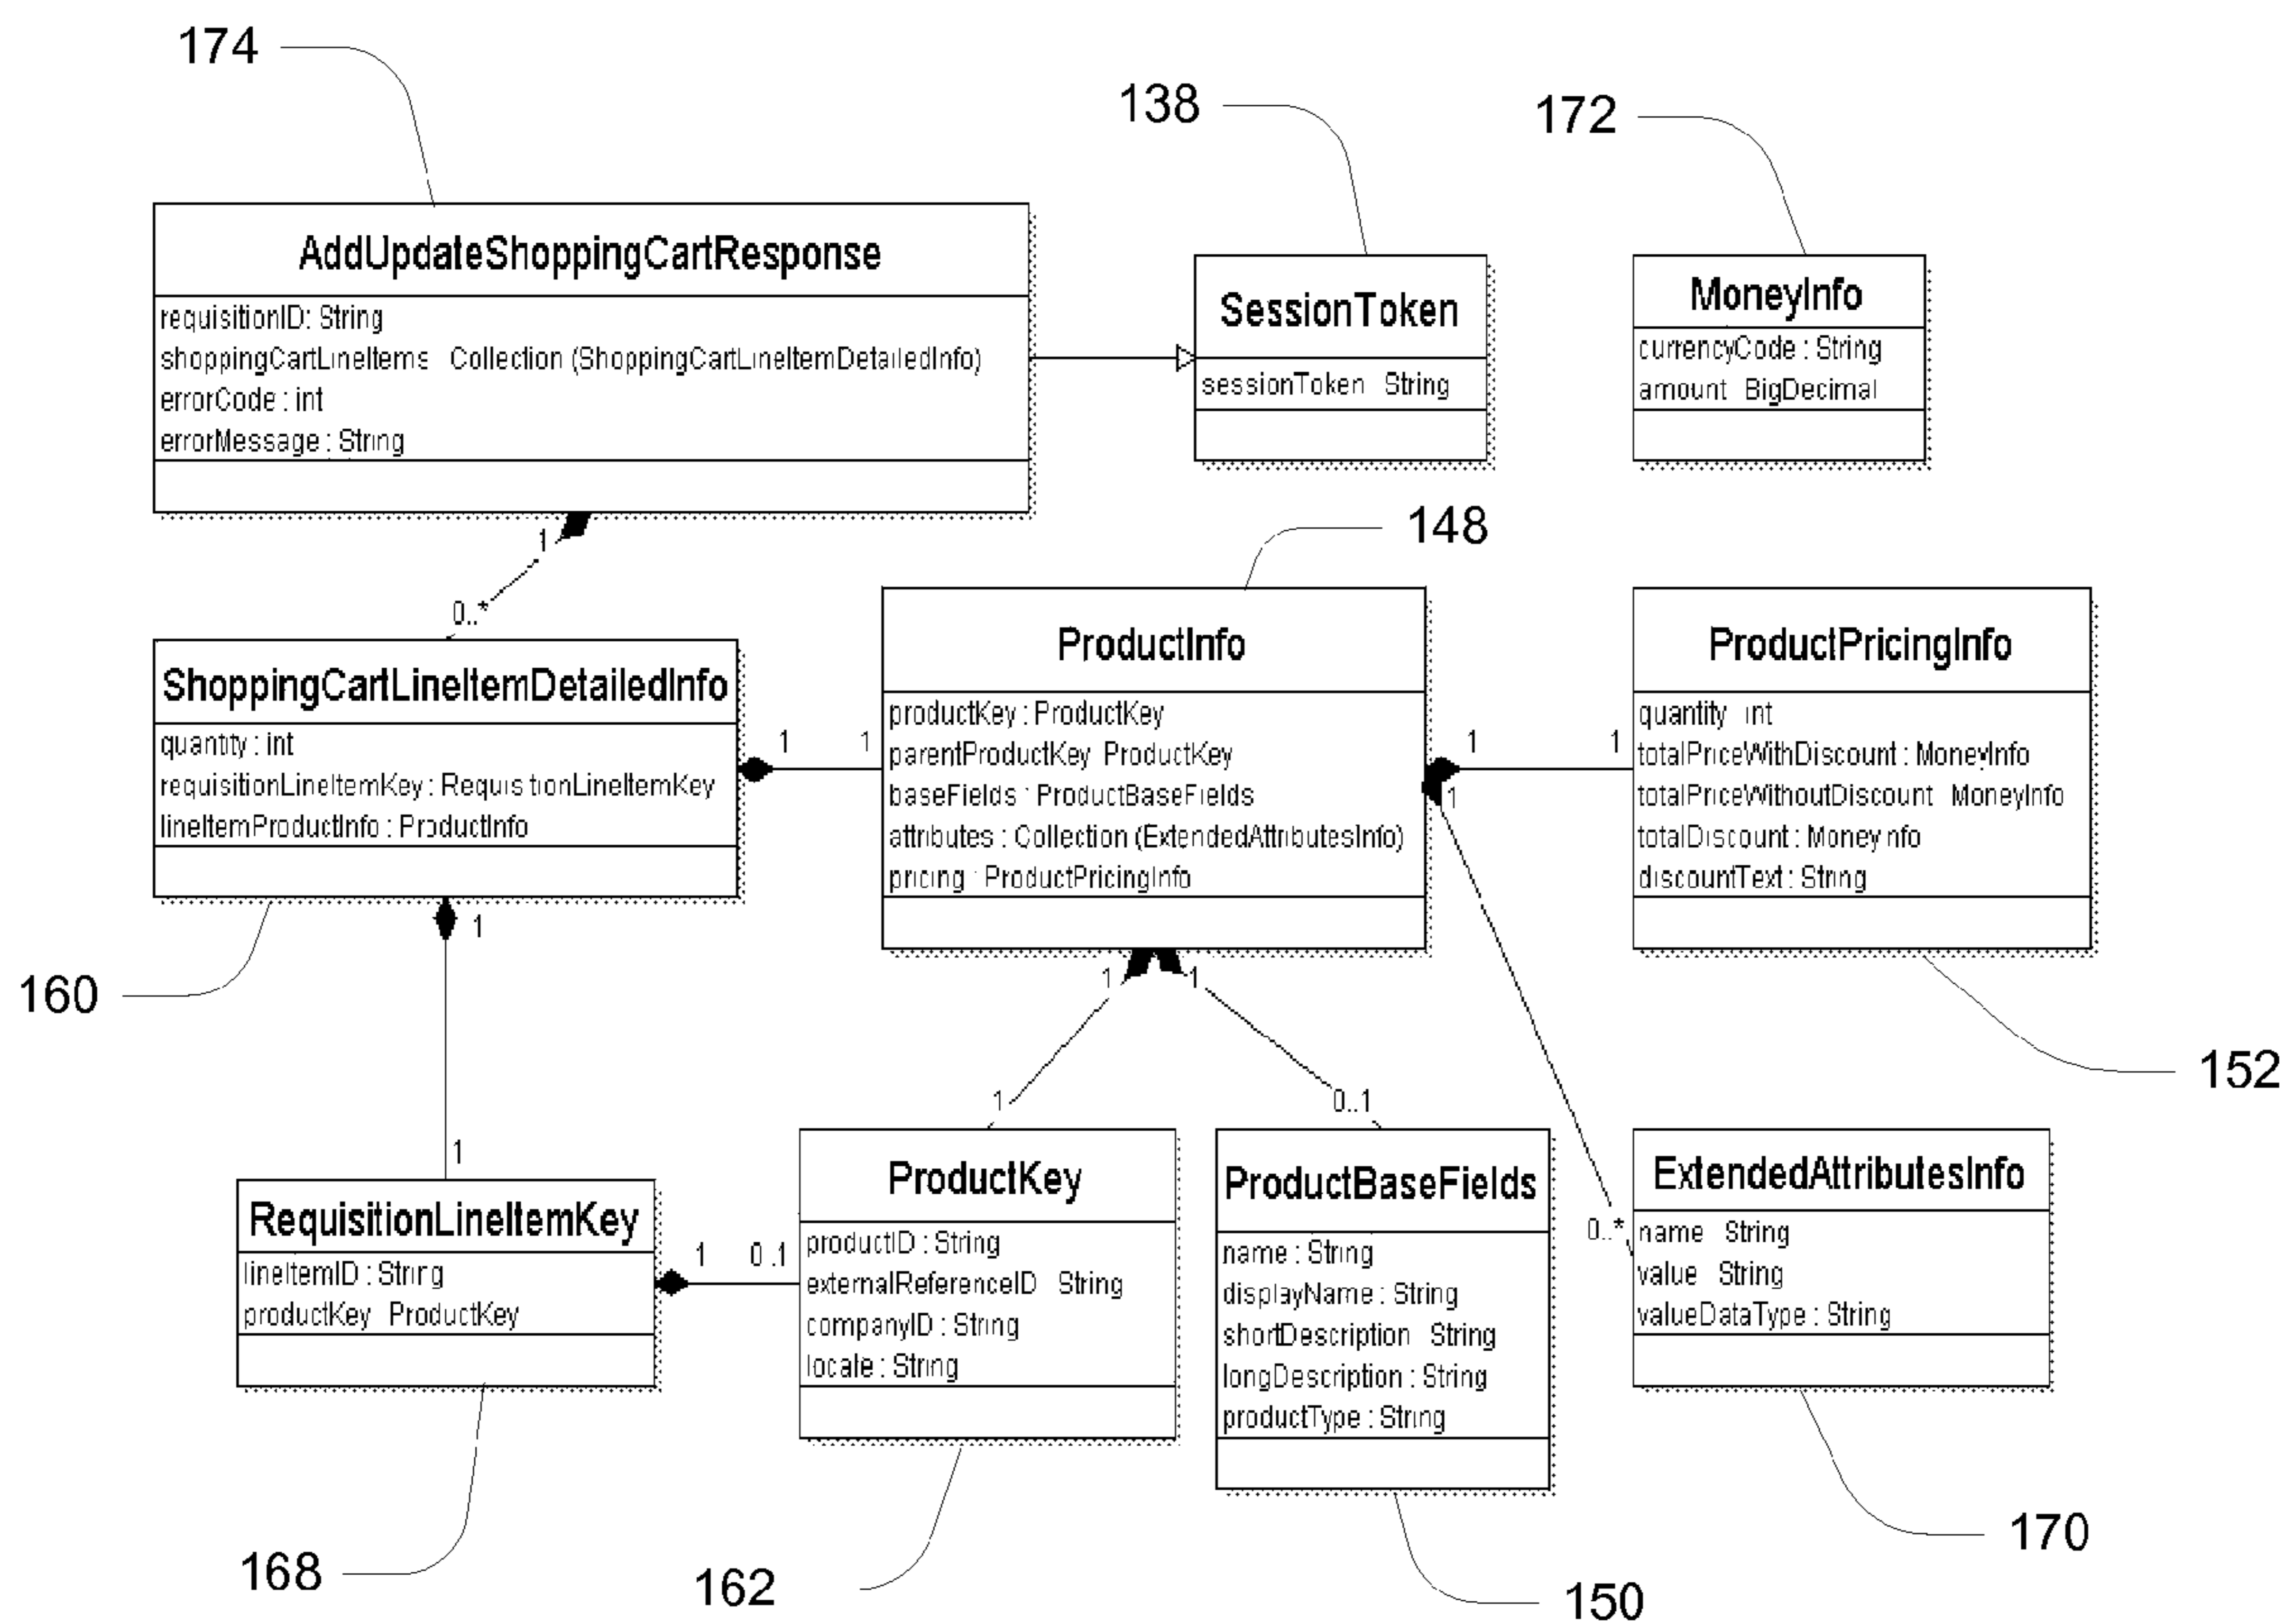 174
138
172
AddUpdateShoppingCartResponse
requisitionID: String
shoppingCartLineItems Collection (ShoppingCartLineItemDetailedInfo)
errorCode : int
errorMessage : String
SessionToken
sessionToken String
MoneyInfo
currencyCode : String
amount BigDecimal
1
0..*
148
ShoppingCartLineItemDetailedInfo
quantity : int
requisitionLineItemKey : RequisitionLineItemKey
lineItemProductInfo : ProductInfo
1 1
ProductInfo
productKey : ProductKey
parentProductKey ProductKey
baseFields : ProductBaseFields
attributes : Collection (ExtendedAttributesInfo)
pricing : ProductPricingInfo
1 1
1
ProductPricingInfo
quantity int
totalPriceWithDiscount : MoneyInfo
totalPriceWithoutDiscount MoneyInfo
totalDiscount : MoneyInfo
discountText : String
160
1
1
1 1
1 0..1
0..*
152
RequisitionLineItemKey
lineItemID : String
productKey ProductKey
1 0.1
ProductKey
productID : String
externalReferenceID String
companyID : String
locale : String
ProductBaseFields
name : String
displayName : String
shortDescription String
longDescription : String
productType : String
ExtendedAttributesInfo
name String
value String
valueDataType : String
168
162
150
170